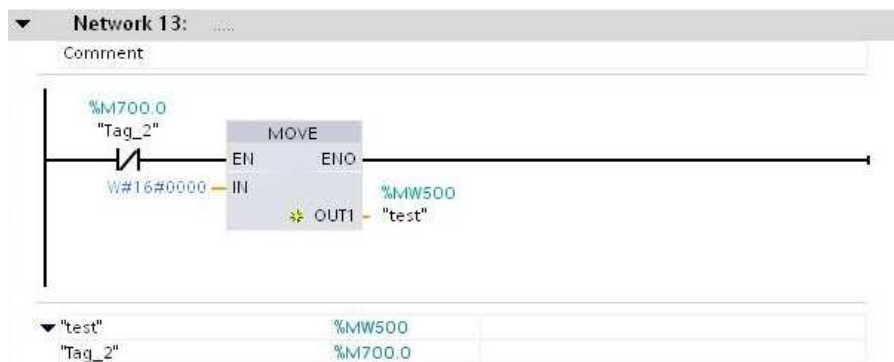 Network 13: .....
Comment
%M700.0
"Tag_2"
MOVE
EN ENO
W#16#0000 IN
%MW500
OUT1 "test"
"test" %MW500
"Tag_2" %M700.0